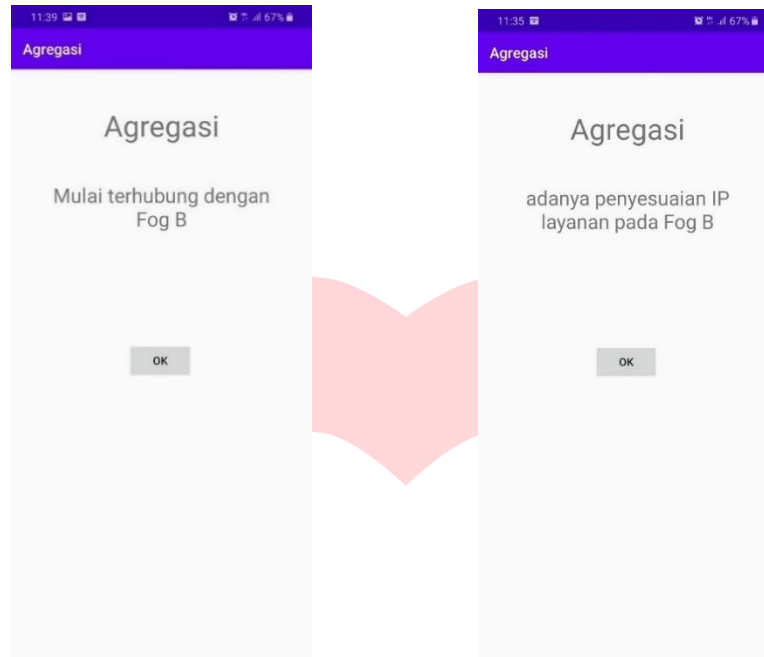 11:39
67%
Agregasi
Agregasi
Mulai terhubung dengan
Fog B
OK
11:35
67%
Agregasi
Agregasi
adanya penyesuaian IP
layanan pada Fog B
OK